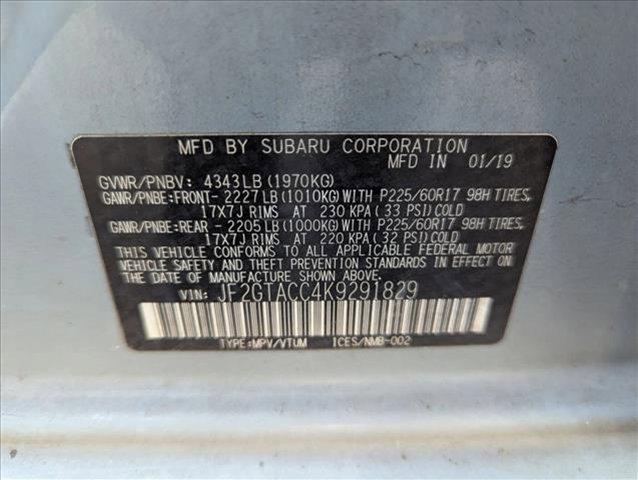 MFD BY SUBARU CORPORATION
MFD IN 01/19
GVWR/PNBV: 4343LB (1970KG)
GAWR/PNBE:FRONT- 2227LB (1010KG) WITH P225/60R17 98H TIRES,
17X7J RIMS AT 230 KPA (33 PSI) COLD
GAWR/PNBE:REAR - 2205LB (1000KG) WITH P225/60R17 98H TIRES,
17X7J RIMS AT 220 KPA (32 PSI) COLD
THIS VEHICLE CONFORMS TO ALL APPLICABLE FEDERAL MOTOR
VEHICLE SAFETY AND THEFT PREVENTION STANDARDS IN EFFECT
ON THE DATE OF MANUFACTURE SHOWN ABOVE.
VIN: JF2GTACC4K9291829
TYPE:MPV/VTUM ICES/NMB-002